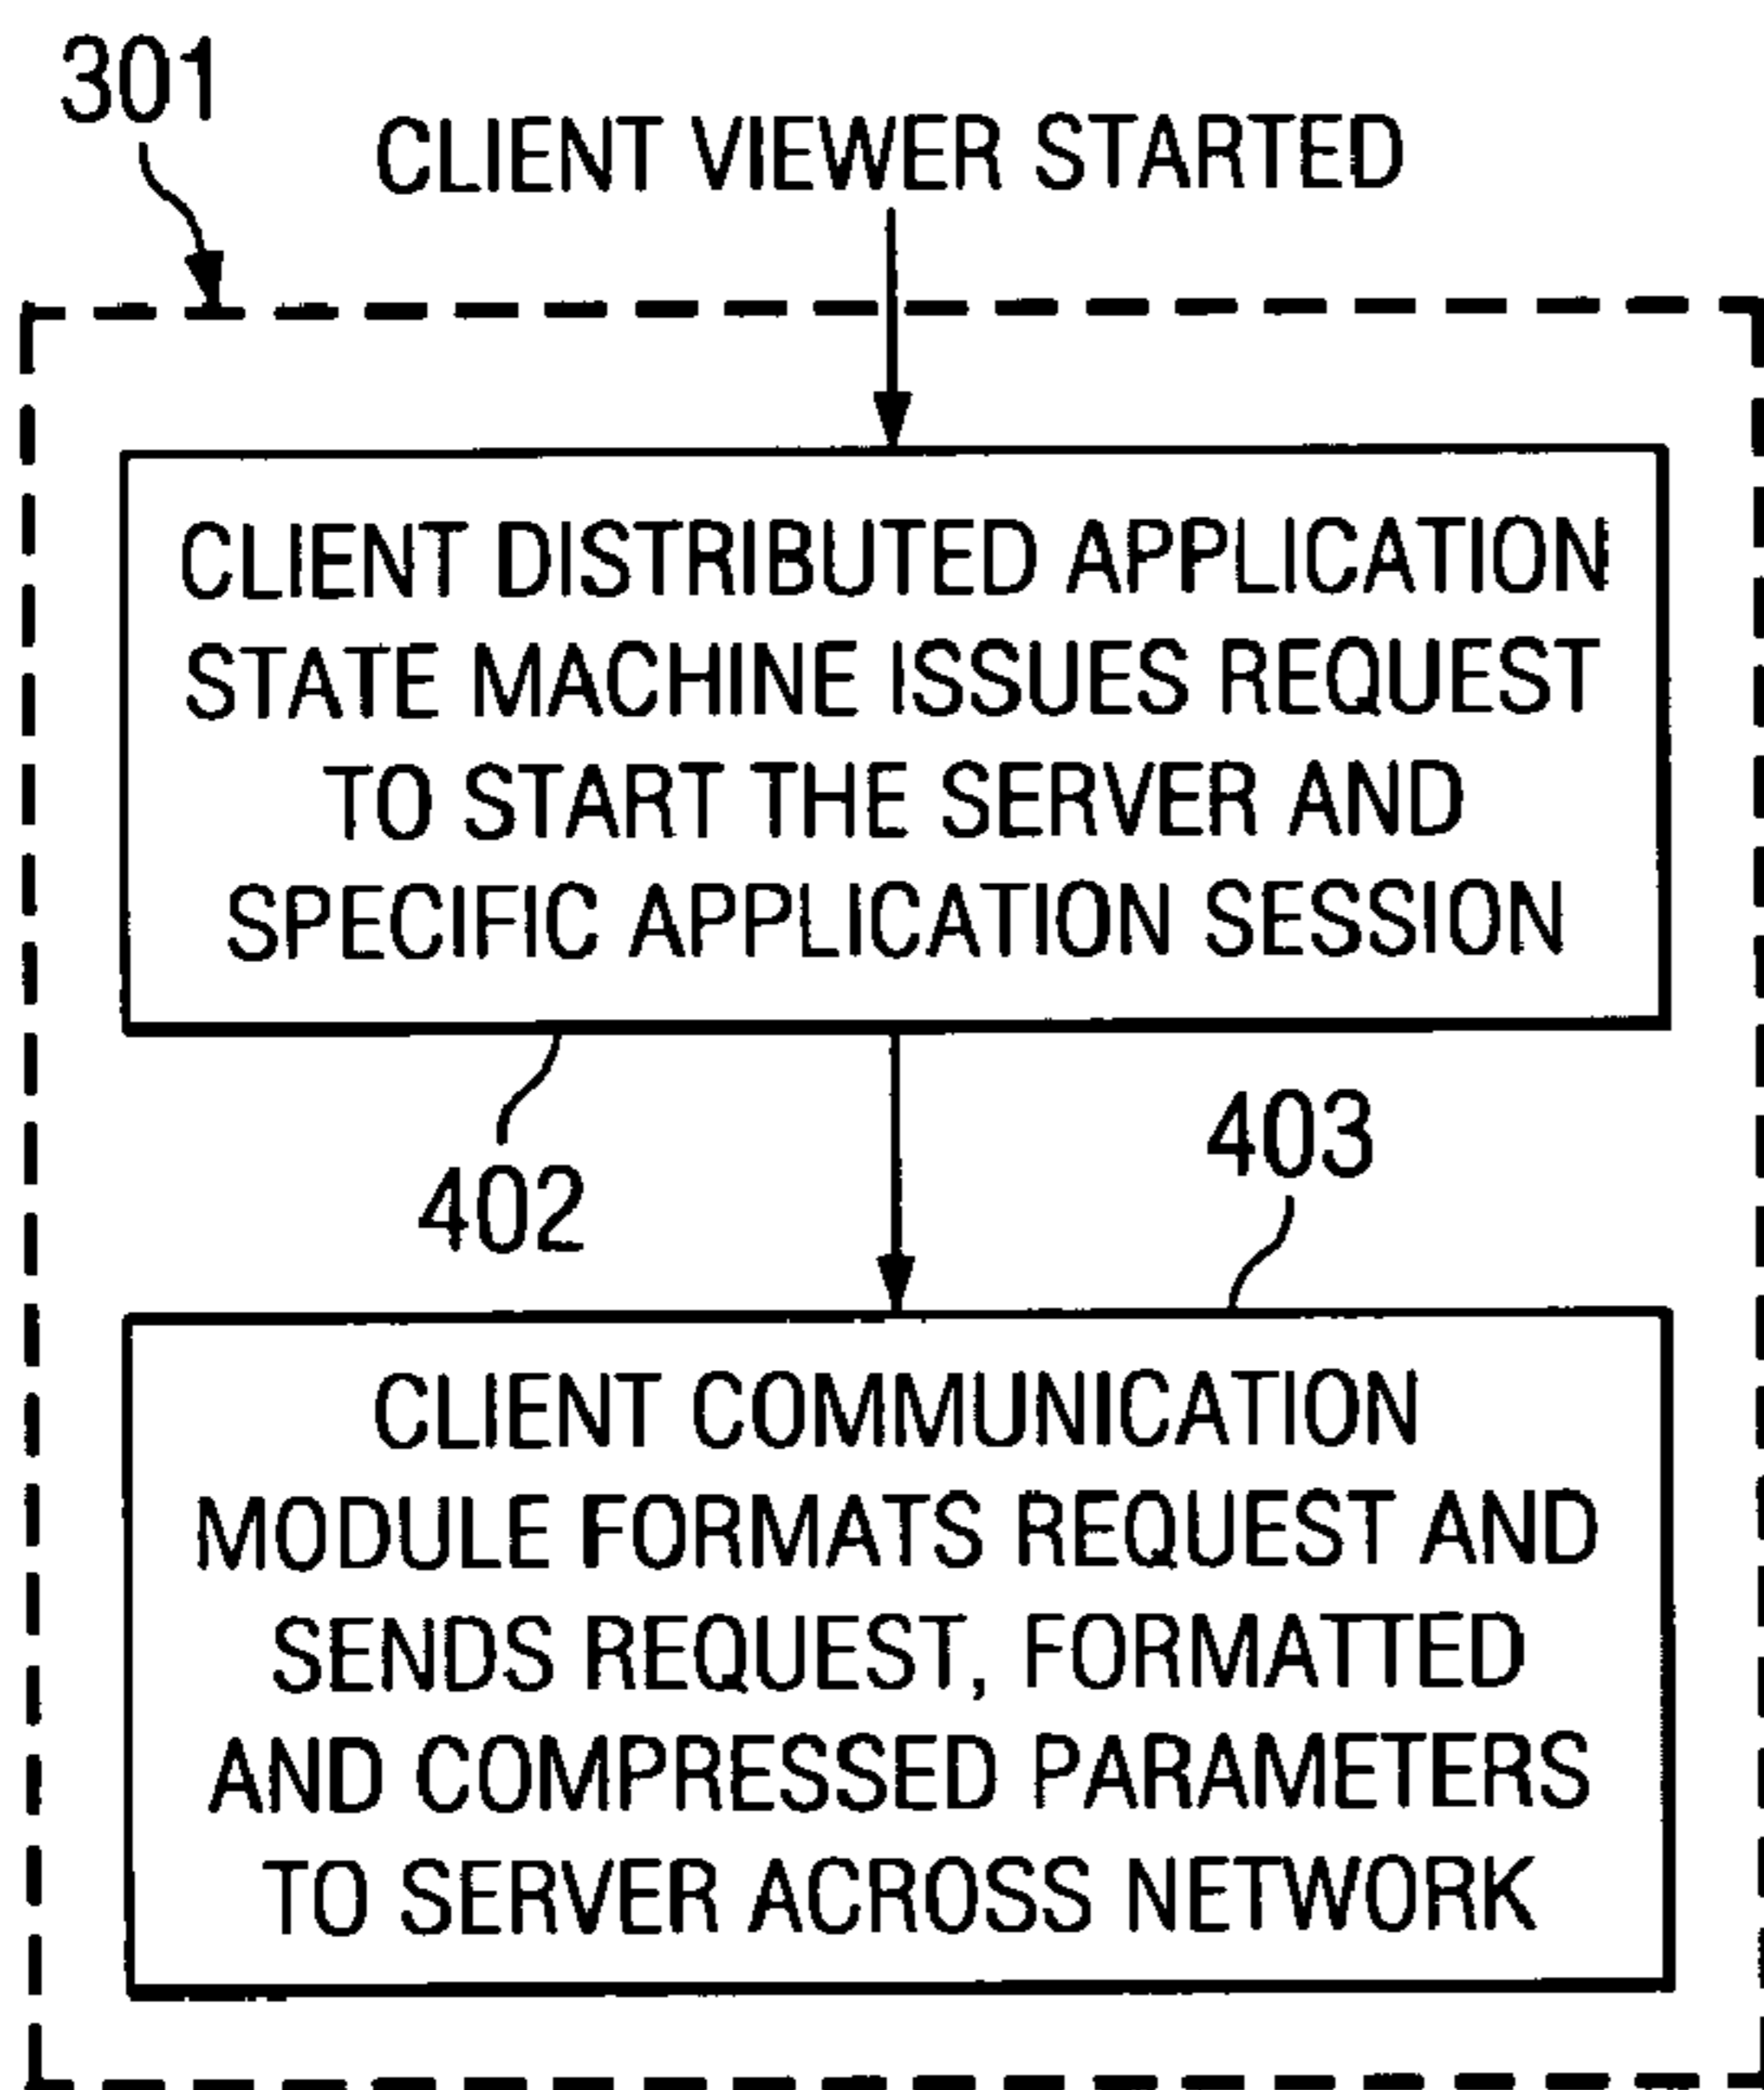 301
CLIENT VIEWER STARTED
CLIENT DISTRIBUTED APPLICATION
STATE MACHINE ISSUES REQUEST
TO START THE SERVER AND
SPECIFIC APPLICATION SESSION
402
403
CLIENT COMMUNICATION
MODULE FORMATS REQUEST AND
SENDS REQUEST, FORMATTED
AND COMPRESSED PARAMETERS
TO SERVER ACROSS NETWORK